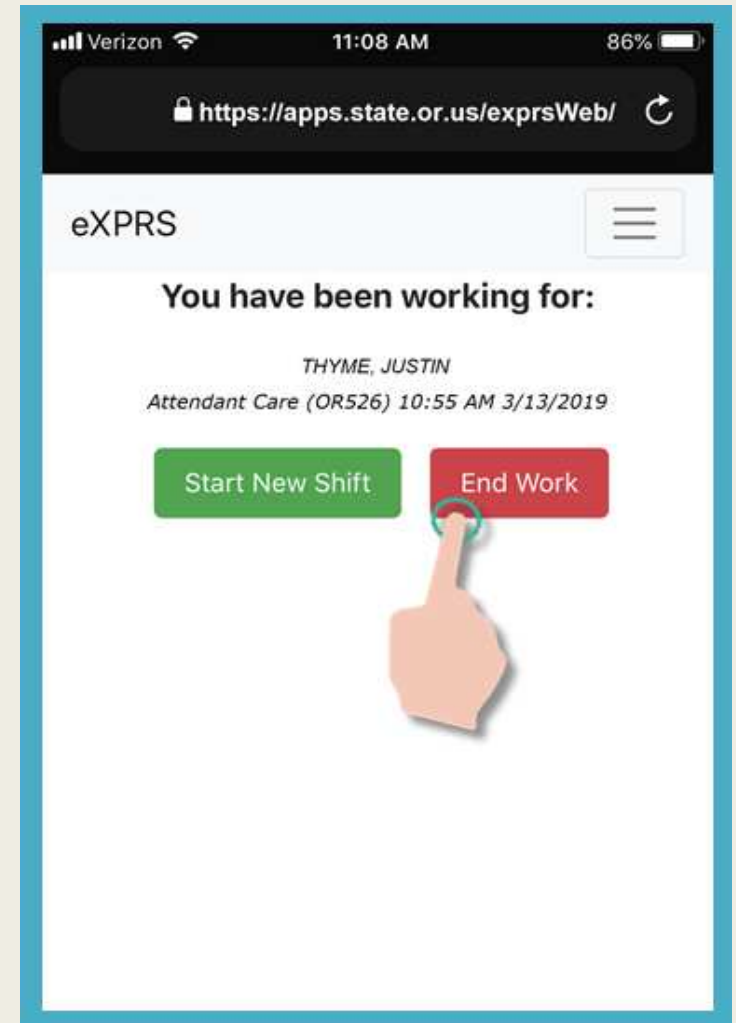 Verizon 11:08 AM 86%
https://apps.state.or.us/exprsWeb/
eXPRS
You have been working for:
THYME, JUSTIN
Attendant Care (OR526) 10:55 AM 3/13/2019
Start New Shift End Work